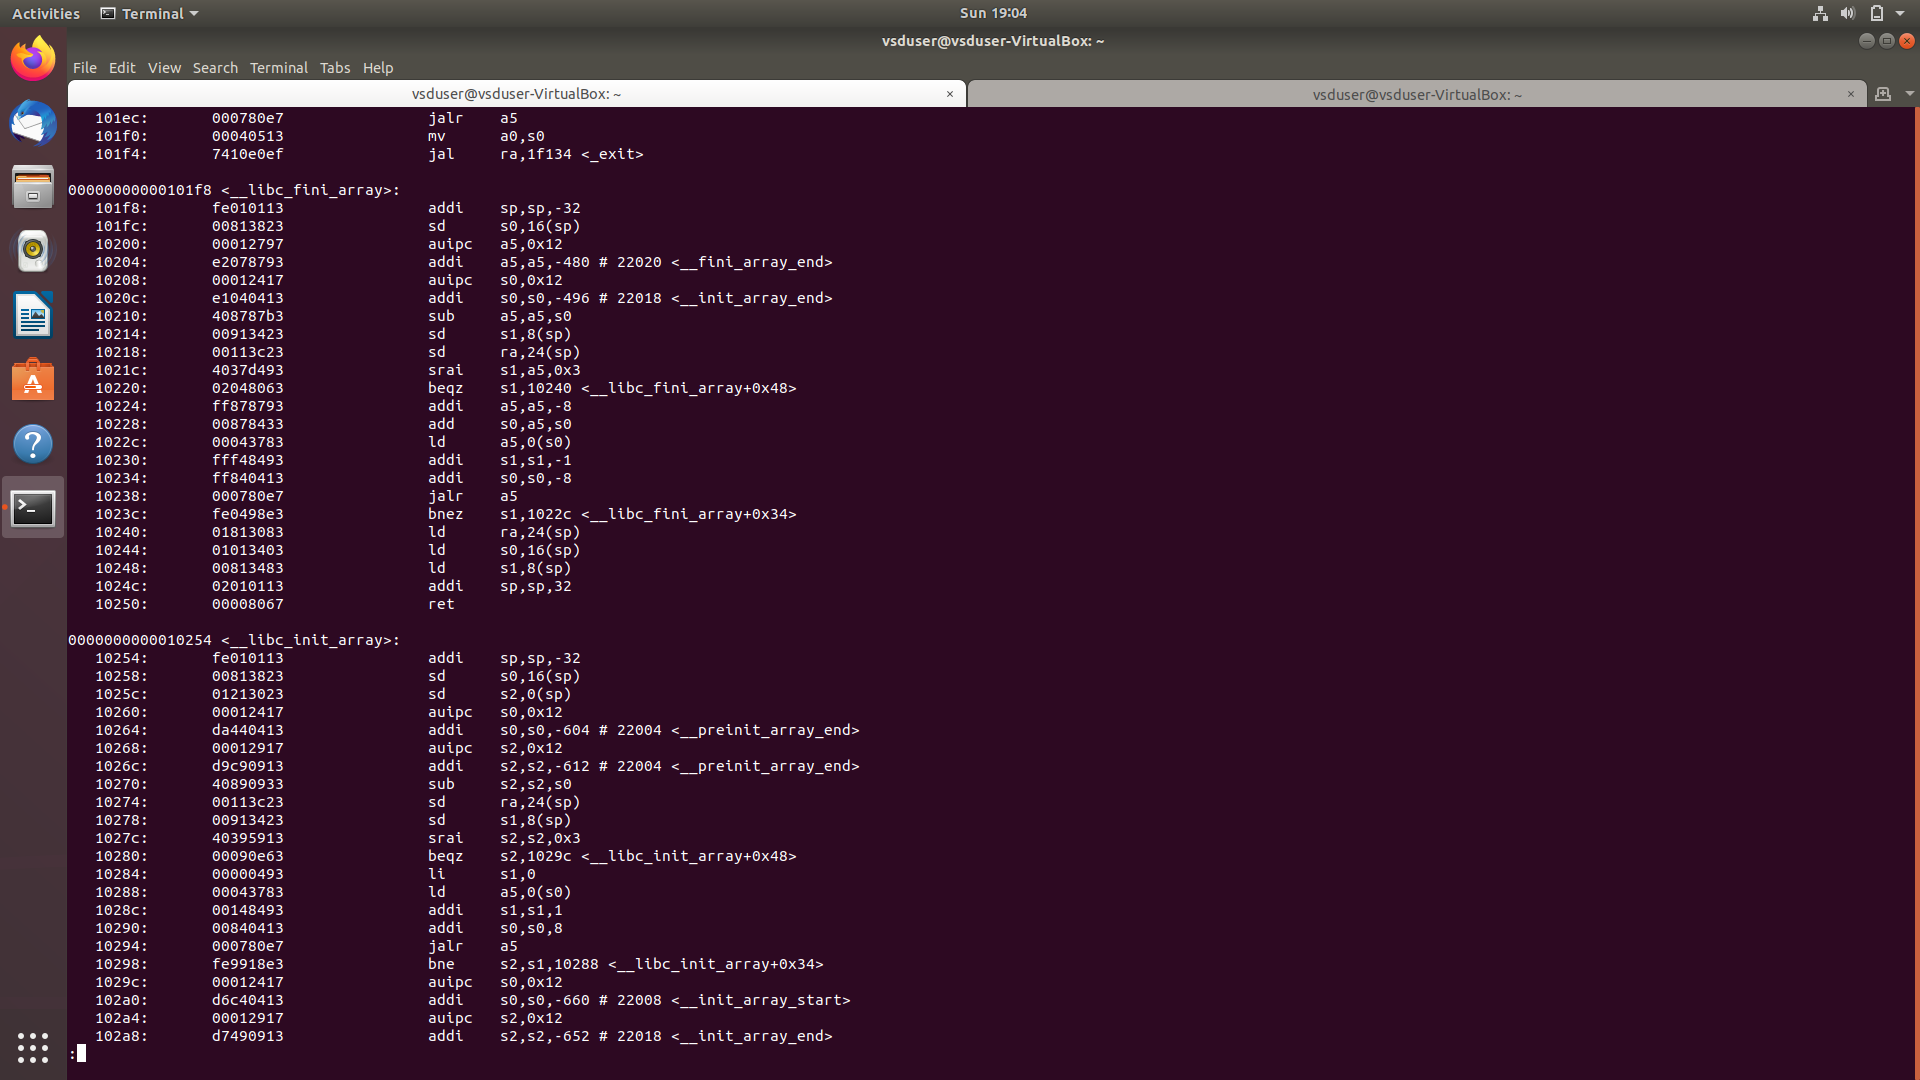 Activities Terminal Sun 19:04
vsduser@vsduser-VirtualBox: ~
File Edit View Search Terminal Tabs Help
vsduser@vsduser-VirtualBox: ~ × vsduser@vsduser-VirtualBox: ~ ×
101ec: 000780e7 jalr a5
101f0: 00040513 mv a0,s0
101f4: 7410e0ef jal ra,1f134 <_exit>
00000000000101f8 <__libc_fini_array>:
101f8: fe010113 addi sp,sp,-32
101fc: 00813823 sd s0,16(sp)
10200: 00012797 auipc a5,0x12
10204: e2078793 addi a5,a5,-480 # 22020 <__fini_array_end>
10208: 00012417 auipc s0,0x12
1020c: e1040413 addi s0,s0,-496 # 22018 <__init_array_end>
10210: 408787b3 sub a5,a5,s0
10214: 00913423 sd s1,8(sp)
10218: 00113c23 sd ra,24(sp)
1021c: 4037d493 srai s1,a5,0x3
10220: 02048063 beqz s1,10240 <__libc_fini_array+0x48>
10224: ff878793 addi a5,a5,-8
10228: 00878433 add s0,a5,s0
1022c: 00043783 ld a5,0(s0)
10230: fff48493 addi s1,s1,-1
10234: ff840413 addi s0,s0,-8
10238: 000780e7 jalr a5
1023c: fe0498e3 bnez s1,1022c <__libc_fini_array+0x34>
10240: 01813083 ld ra,24(sp)
10244: 01013403 ld s0,16(sp)
10248: 00813483 ld s1,8(sp)
1024c: 02010113 addi sp,sp,32
10250: 00008067 ret
0000000000010254 <__libc_init_array>:
10254: fe010113 addi sp,sp,-32
10258: 00813823 sd s0,16(sp)
1025c: 01213023 sd s2,0(sp)
10260: 00012417 auipc s0,0x12
10264: da440413 addi s0,s0,-604 # 22004 <__preinit_array_end>
10268: 00012917 auipc s2,0x12
1026c: d9c90913 addi s2,s2,-612 # 22004 <__preinit_array_end>
10270: 40890933 sub s2,s2,s0
10274: 00113c23 sd ra,24(sp)
10278: 00913423 sd s1,8(sp)
1027c: 40395913 srai s2,s2,0x3
10280: 00090e63 beqz s2,1029c <__libc_init_array+0x48>
10284: 00000493 li s1,0
10288: 00043783 ld a5,0(s0)
1028c: 00148493 addi s1,s1,1
10290: 00840413 addi s0,s0,8
10294: 000780e7 jalr a5
10298: fe9918e3 bne s2,s1,10288 <__libc_init_array+0x34>
1029c: 00012417 auipc s0,0x12
102a0: d6c40413 addi s0,s0,-660 # 22008 <__init_array_start>
102a4: 00012917 auipc s2,0x12
102a8: d7490913 addi s2,s2,-652 # 22018 <__init_array_end>
: